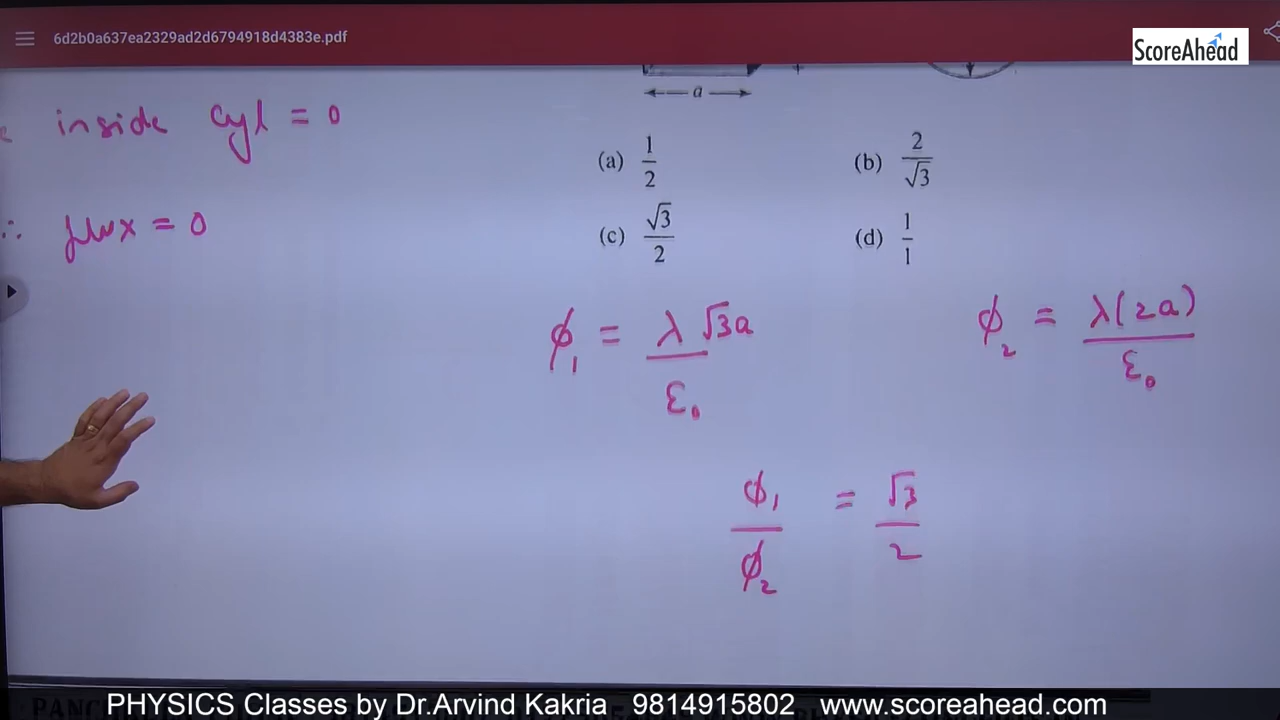 6d2b0a637ea2329ad2d6794918d4383e.pdf
ScoreAhead
a
inside Cyl = 0
∴ flux = 0
(a) 1/2
(b) 2/√3
(c) √3/2
(d) 1/1
ϕ₁ = λ √3a / ε₀
ϕ₂ = λ(2a) / ε₀
ϕ₁/ϕ₂ = √3/2
PHYSICS Classes by Dr.Arvind Kakria 9814915802 www.scoreahead.com